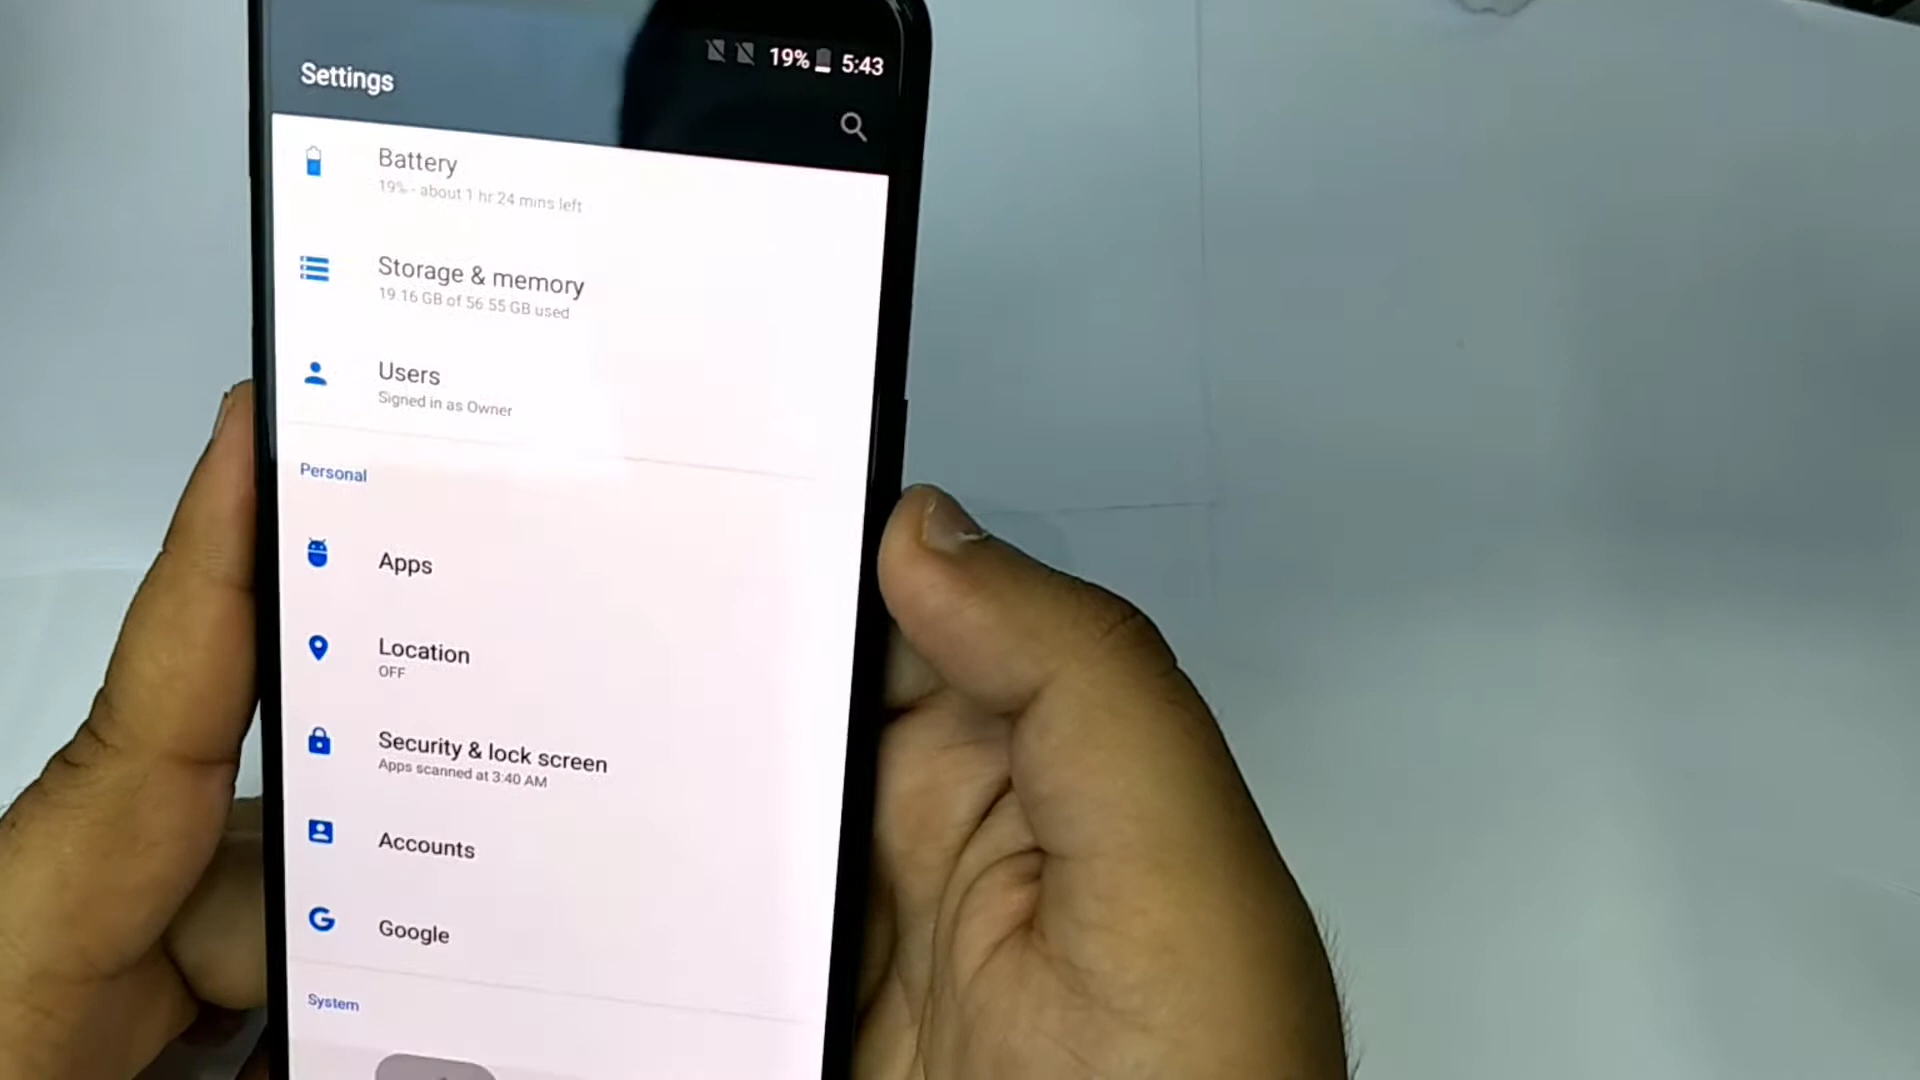 19% 5:43
Settings
Battery
19% - about 1 hr 24 mins left
Storage & memory
19.16 GB of 56.55 GB used
Users
Signed in as Owner
Personal
Apps
Location
OFF
Security & lock screen
Apps scanned at 3:40 AM
Accounts
Google
System